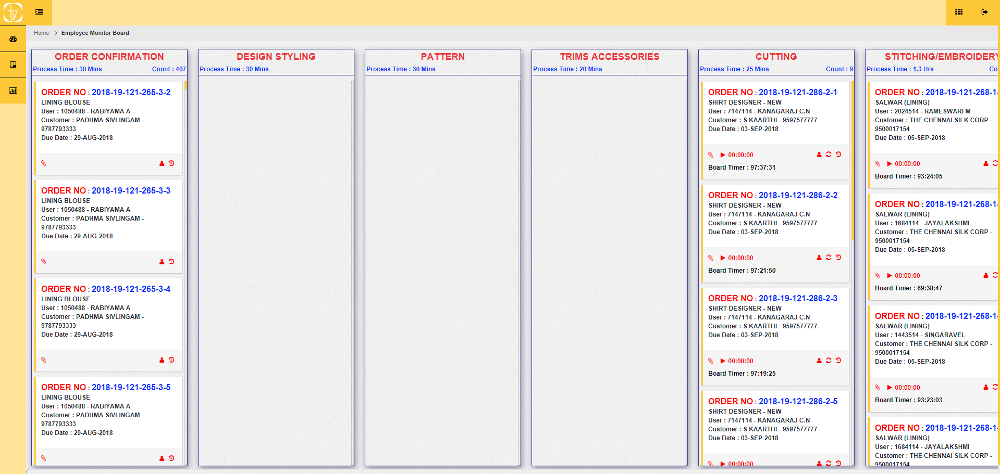 ty
Home > Employee Monitor Board
ORDER CONFIRMATION
Process Time : 30 Mins Count : 407
ORDER NO : 2018-19-121-265-3-2
LINING BLOUSE
User : 1050488 - RABIYAMA A
Customer : PADHMA SIVLINGAM -
9787793333
Due Date : 29-AUG-2018
ORDER NO : 2018-19-121-265-3-3
LINING BLOUSE
User : 1050488 - RABIYAMA A
Customer : PADHMA SIVLINGAM -
9787793333
Due Date : 29-AUG-2018
ORDER NO : 2018-19-121-265-3-4
LINING BLOUSE
User : 1050488 - RABIYAMA A
Customer : PADHMA SIVLINGAM -
9787793333
Due Date : 29-AUG-2018
ORDER NO : 2018-19-121-265-3-5
LINING BLOUSE
User : 1050488 - RABIYAMA A
Customer : PADHMA SIVLINGAM -
9787793333
Due Date : 29-AUG-2018
DESIGN STYLING
Process Time : 30 Mins
PATTERN
Process Time : 30 Mins
TRIMS ACCESSORIES
Process Time : 20 Mins
CUTTING
Process Time : 25 Mins Count : 9
ORDER NO : 2018-19-121-286-2-1
SHIRT DESIGNER - NEW
User : 7147114 - KANAGARAJ C.N
Customer : S KAARTHI - 9597577777
Due Date : 03-SEP-2018
00:00:00
Board Timer : 97:37:31
ORDER NO : 2018-19-121-286-2-2
SHIRT DESIGNER - NEW
User : 7147114 - KANAGARAJ C.N
Customer : S KAARTHI - 9597577777
Due Date : 03-SEP-2018
00:00:00
Board Timer : 97:21:50
ORDER NO : 2018-19-121-286-2-3
SHIRT DESIGNER - NEW
User : 7147114 - KANAGARAJ C.N
Customer : S KAARTHI - 9597577777
Due Date : 03-SEP-2018
00:00:00
Board Timer : 97:19:25
ORDER NO : 2018-19-121-286-2-5
SHIRT DESIGNER - NEW
User : 7147114 - KANAGARAJ C.N
Customer : S KAARTHI - 9597577777
Due Date : 03-SEP-2018
00:00:00
STITCHING/EMBROIDERY
Process Time : 1.3 Hrs Co
ORDER NO : 2018-19-121-268-1-
SALWAR (LINING)
User : 2024514 - RAMESWARI M
Customer : THE CHENNAI SILK CORP -
9500017154
Due Date : 05-SEP-2018
00:00:00
Board Timer : 93:24:05
ORDER NO : 2018-19-121-268-1-
SALWAR (LINING)
User : 1684114 - JAYALAKSHMI
Customer : THE CHENNAI SILK CORP -
9500017154
Due Date : 05-SEP-2018
00:00:00
Board Timer : 69:38:47
ORDER NO : 2018-19-121-268-1-
SALWAR (LINING)
User : 1443514 - SINGARAVEL
Customer : THE CHENNAI SILK CORP -
9500017154
Due Date : 05-SEP-2018
00:00:00
Board Timer : 93:23:03
ORDER NO : 2018-19-121-268-1-
SALWAR (LINING)
User : 1684114 - JAYALAKSHMI
Customer : THE CHENNAI SILK CORP -
9500017154